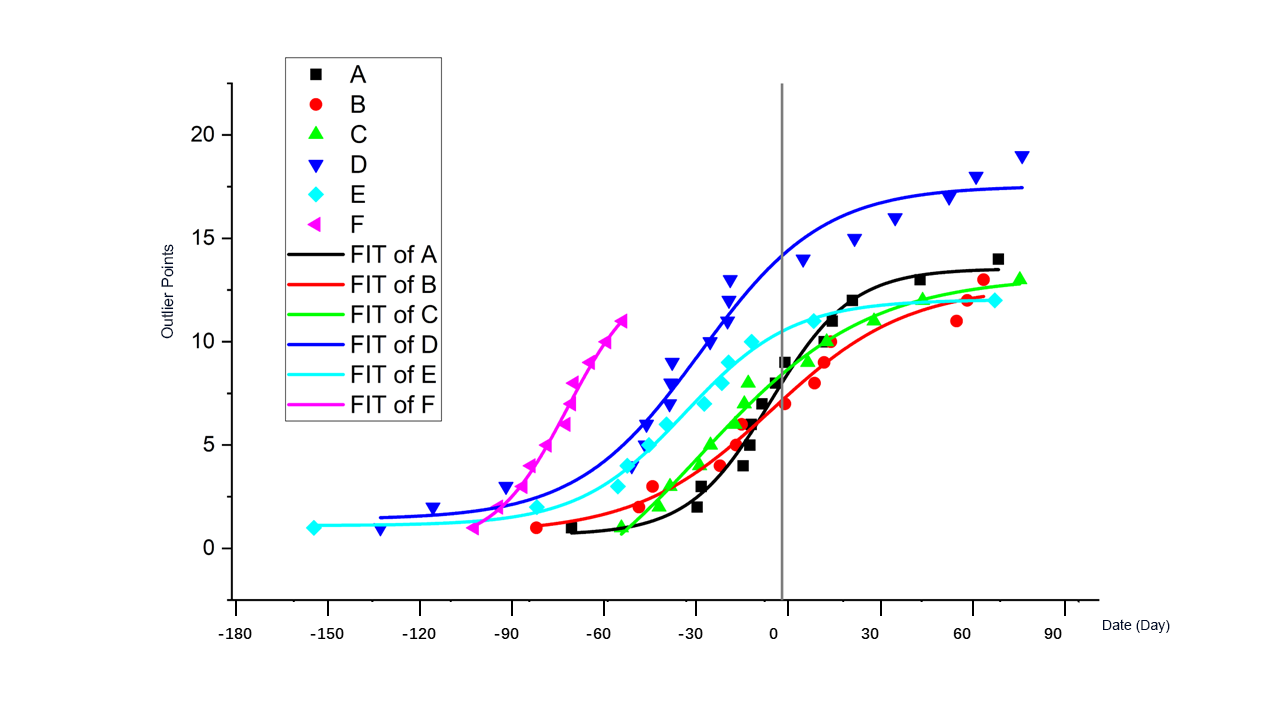 A
B
C
D
E
F
FIT of A
FIT of B
FIT of C
FIT of D
FIT of E
FIT of F
Outlier Points
20
15
10
5
0
-180 -150 -120 -90 -60 -30 0 30 60 90
Date (Day)